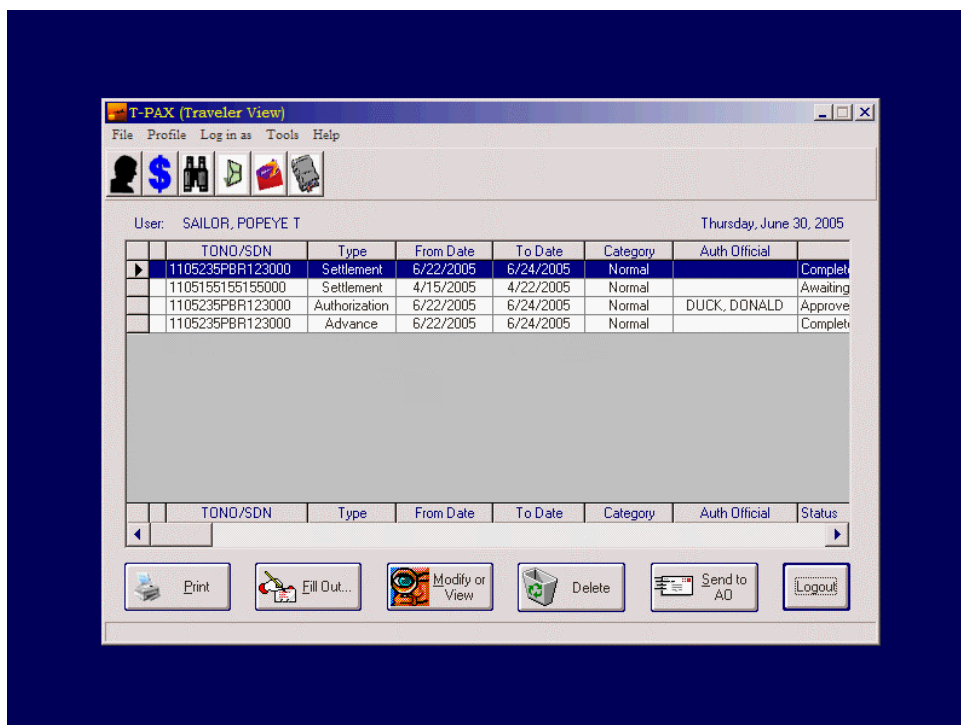 T-PAX (Traveler View)
File Profile Log in as Tools Help
User: SAILOR, POPEYE T Thursday, June 30, 2005
TONO/SDN Type From Date To Date Category Auth Official
1105235PBR123000 Settlement 6/22/2005 6/24/2005 Normal Complet
1105155155155000 Settlement 4/15/2005 4/22/2005 Normal Awaiting
1105235PBR123000 Authorization 6/22/2005 6/24/2005 Normal DUCK, DONALD Approve
1105235PBR123000 Advance 6/22/2005 6/24/2005 Normal Complet
TONO/SDN Type From Date To Date Category Auth Official Status
Print Fill Out... Modify or View Delete Send to AO Logout